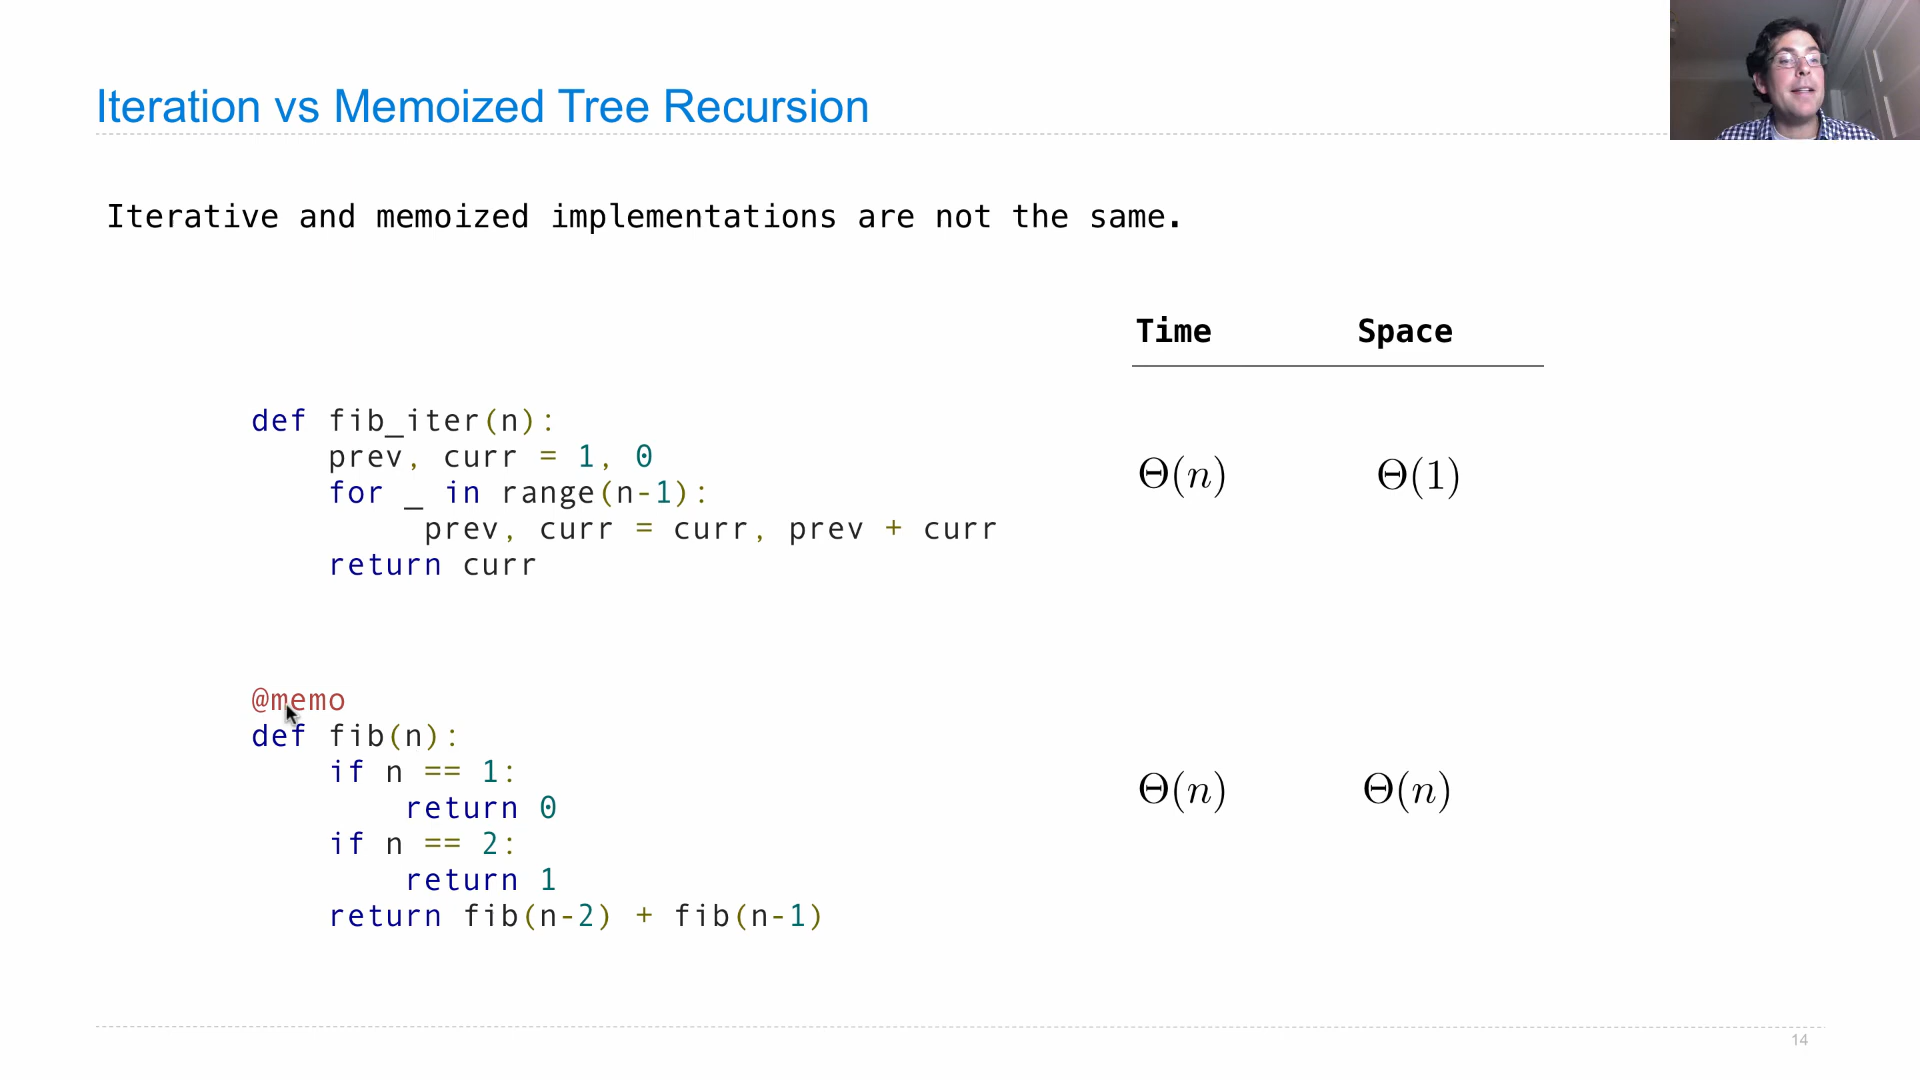 Iteration vs Memoized Tree Recursion
Iterative and memoized implementations are not the same.
Time Space
def fib_iter(n):
    prev, curr = 1, 0
    for _ in range(n-1):
         prev, curr = curr, prev + curr
    return curr
Θ(n) Θ(1)
@memo
def fib(n):
    if n == 1:
        return 0
    if n == 2:
        return 1
    return fib(n-2) + fib(n-1)
Θ(n) Θ(n)
14